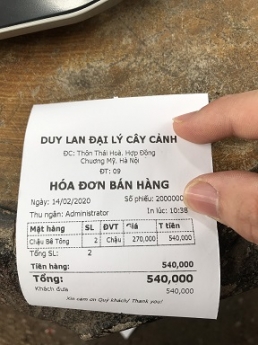 DUY LAN ĐẠI LÝ CÂY CẢNH
ĐC: Thôn Thái Hoà, Hợp Đồng
Chương Mỹ, Hà Nội
ĐT: 09
HÓA ĐƠN BÁN HÀNG
Ngày: 14/02/2020 Số phiếu: 2000000
Thu ngân: Administrator In lúc: 10:38
Mặt hàng SL ĐVT Giá T tiền
Chậu Bê Tông 2 Chậu 270,000 540,000
Tổng SL: 2
Tiền hàng: 540,000
Tổng: 540,000
Khách đưa 540,000
Xin cảm ơn Quý khách/ Thank you!